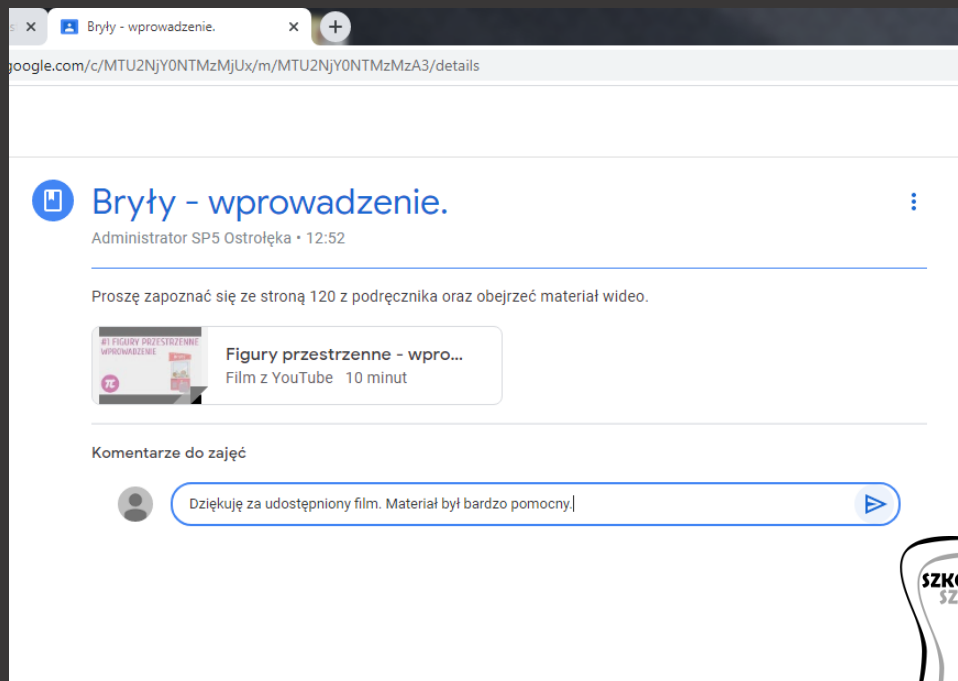 Bryły - wprowadzenie.
google.com/c/MTU2NjY0NTMzMjUx/m/MTU2NjY0NTMzMzA3/details
Bryły - wprowadzenie.
Administrator SP5 Ostrołęka • 12:52
Proszę zapoznać się ze stroną 120 z podręcznika oraz obejrzeć materiał wideo.
#1 FIGURY PRZESTRZENNE
WPROWADZENIE
π
Figury przestrzenne - wpro...
Film z YouTube 10 minut
Komentarze do zajęć
Dziękuję za udostępniony film. Materiał był bardzo pomocny.